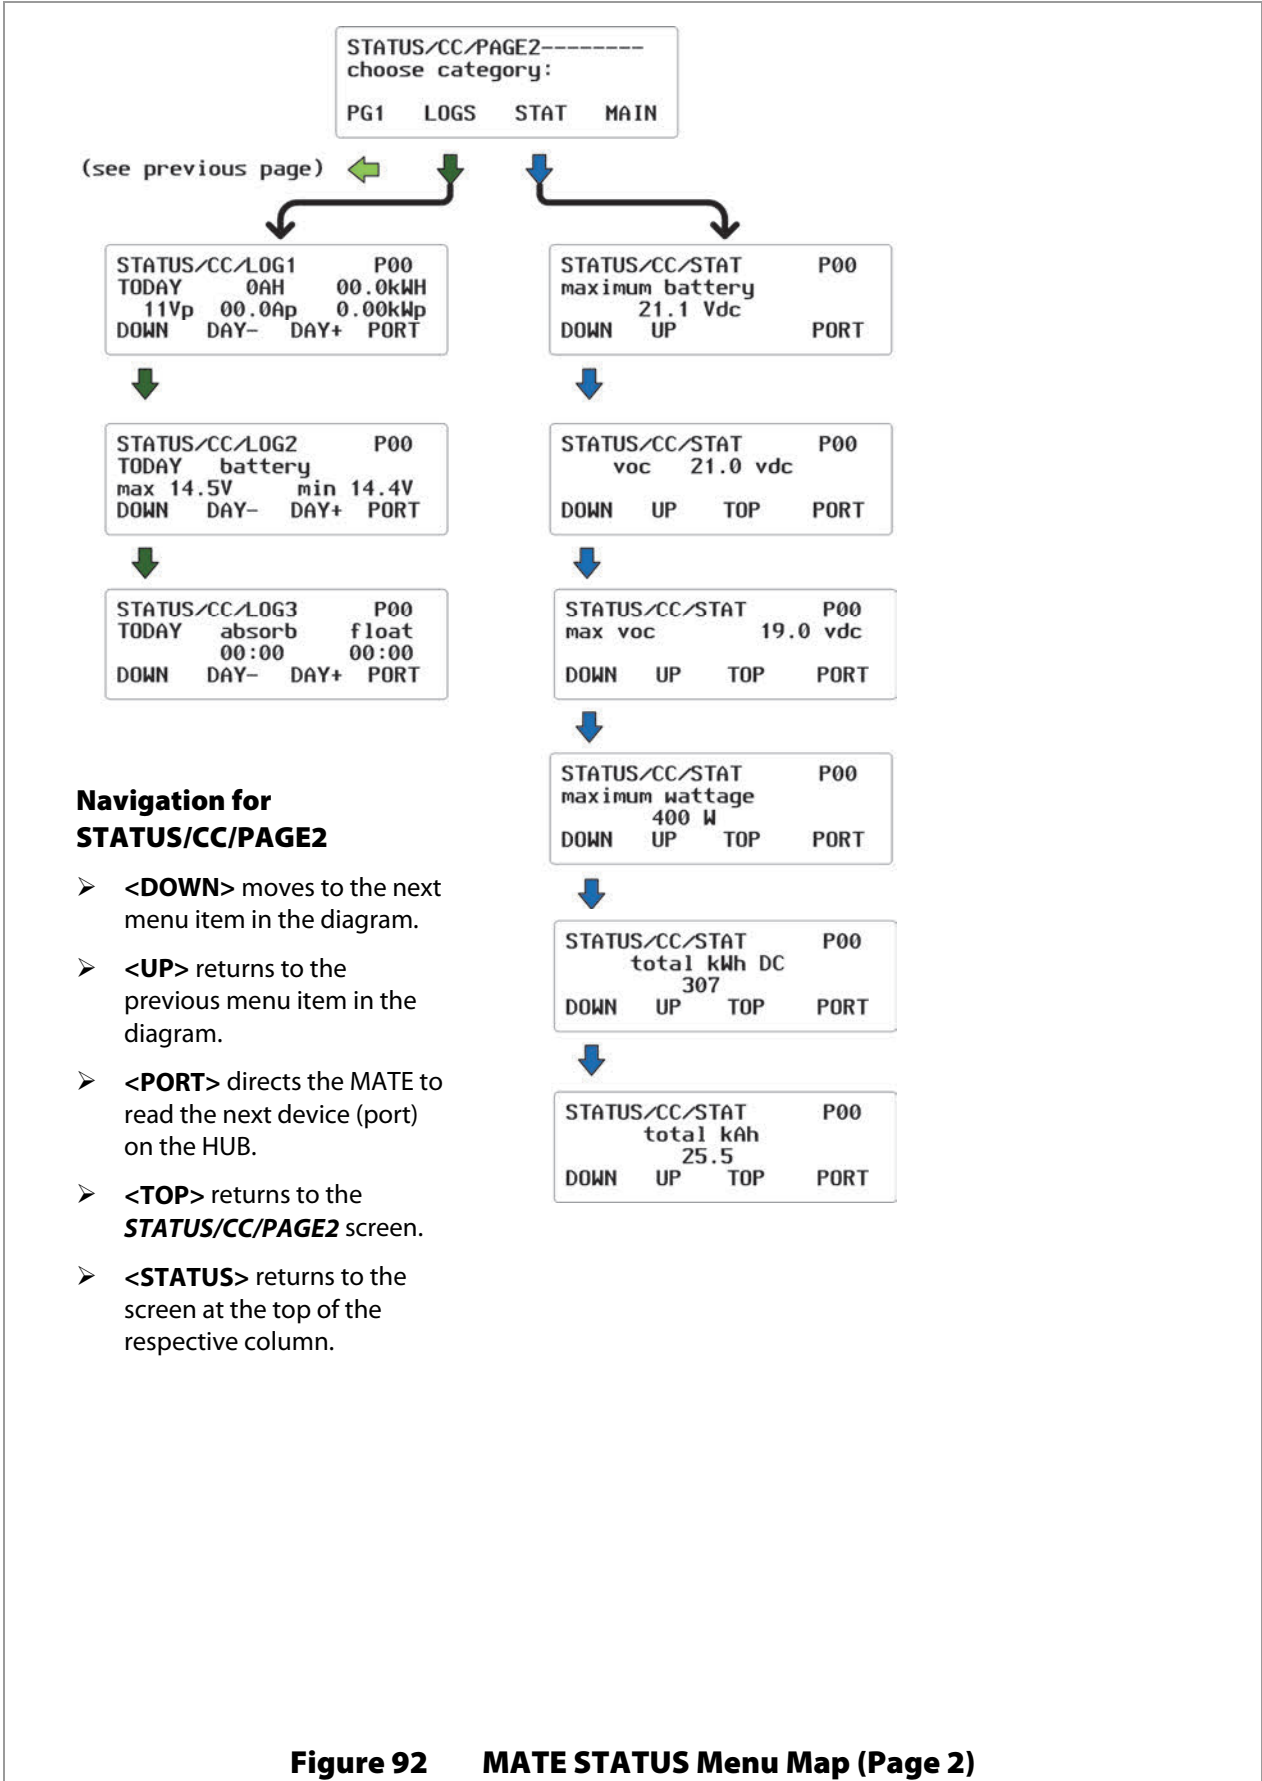 STATUS/CC/PAGE2--------
choose category:
PG1 LOGS STAT MAIN
(see previous page)
STATUS/CC/LOG1 P00
TODAY 0AH 00.0kWH
11Vp 00.0Ap 0.00kWp
DOWN DAY- DAY+ PORT
STATUS/CC/LOG2 P00
TODAY battery
max 14.5V min 14.4V
DOWN DAY- DAY+ PORT
STATUS/CC/LOG3 P00
TODAY absorb float
00:00 00:00
DOWN DAY- DAY+ PORT
STATUS/CC/STAT P00
maximum battery
21.1 Vdc
DOWN UP PORT
STATUS/CC/STAT P00
voc 21.0 vdc
DOWN UP TOP PORT
STATUS/CC/STAT P00
max voc 19.0 vdc
DOWN UP TOP PORT
STATUS/CC/STAT P00
maximum wattage
400 W
DOWN UP TOP PORT
STATUS/CC/STAT P00
total kWh DC
307
DOWN UP TOP PORT
STATUS/CC/STAT P00
total kAh
25.5
DOWN UP TOP PORT
Navigation for
STATUS/CC/PAGE2
➢ <DOWN> moves to the next
menu item in the diagram.
➢ <UP> returns to the
previous menu item in the
diagram.
➢ <PORT> directs the MATE to
read the next device (port)
on the HUB.
➢ <TOP> returns to the
STATUS/CC/PAGE2 screen.
➢ <STATUS> returns to the
screen at the top of the
respective column.
Figure 92 MATE STATUS Menu Map (Page 2)